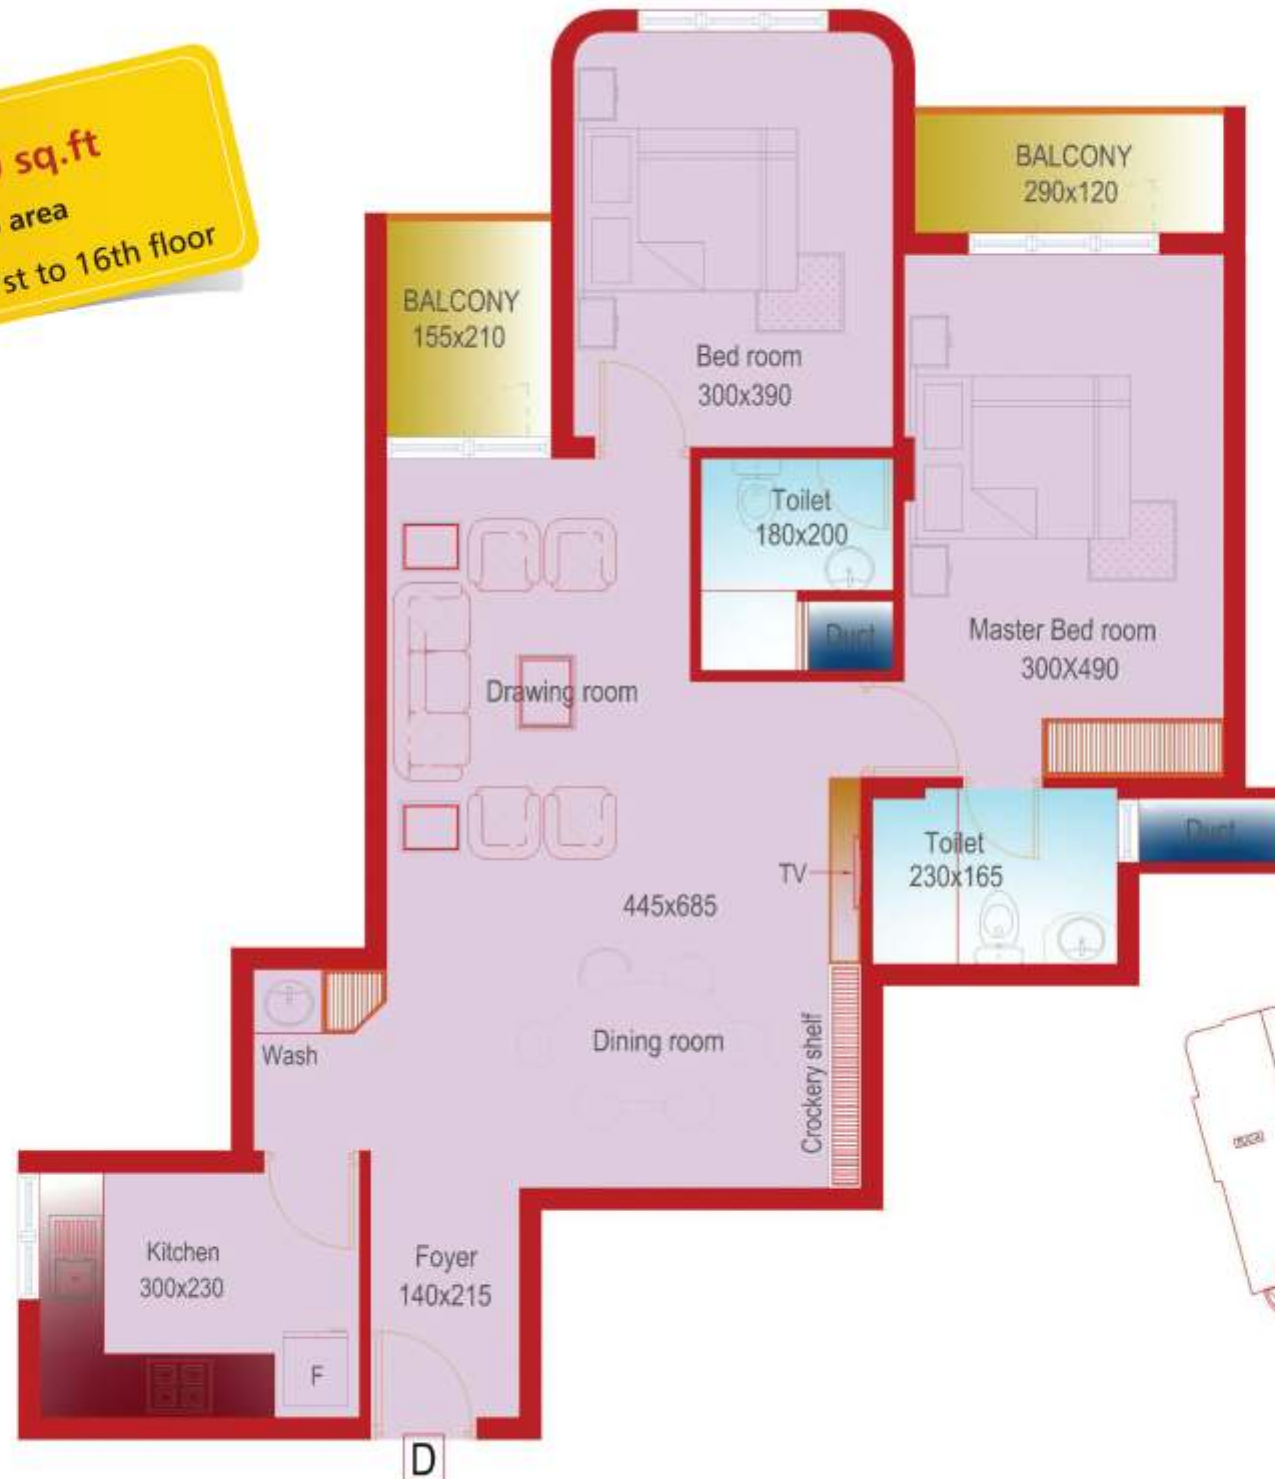 sq.ft
area
st to 16th floor
BALCONY
290x120
BALCONY
155x210
Bed room
300x390
Toilet
180x200
Duct
Master Bed room
300X490
Drawing room
Toilet
230x165
Duct
TV
445x685
Dining room
Crockery shelf
Wash
Kitchen
300x230
Foyer
140x215
F
D